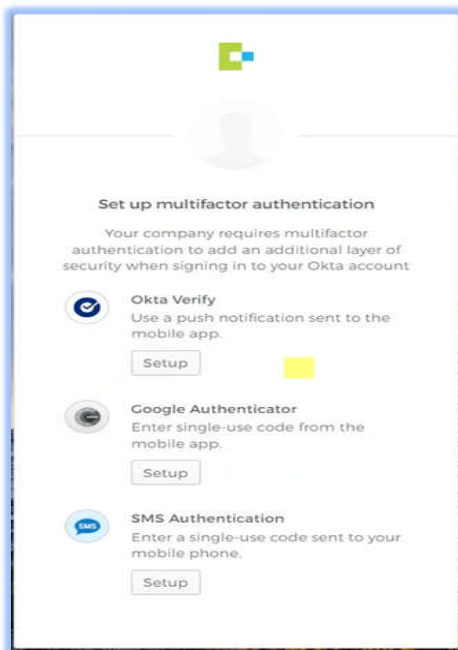 Set up multifactor authentication
Your company requires multifactor
authentication to add an additional layer of
security when signing in to your Okta account
Okta Verify
Use a push notification sent to the
mobile app.
Setup
Google Authenticator
Enter single-use code from the
mobile app.
Setup
SMS
SMS Authentication
Enter a single-use code sent to your
mobile phone.
Setup